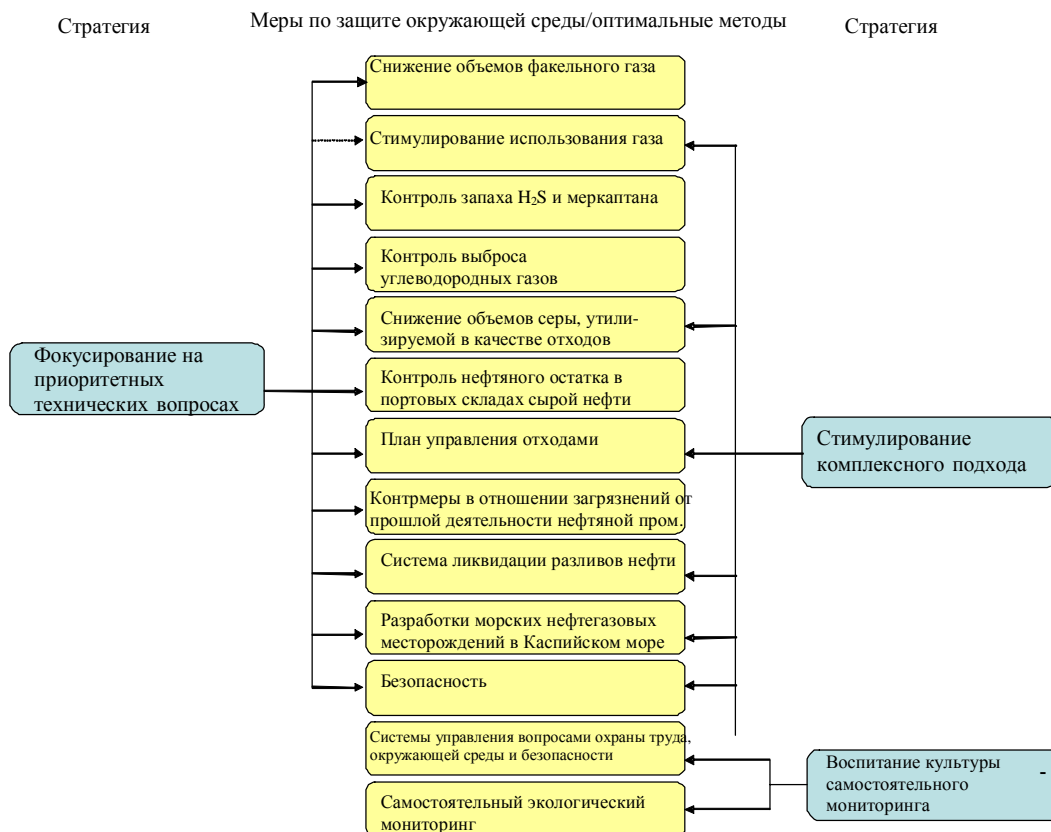 Стратегия
Меры по защите окружающей среды/оптимальные методы
Стратегия
Снижение объемов факельного газа
Стимулирование использования газа
Контроль запаха H₂S и меркаптана
Контроль выброса
углеводородных газов
Снижение объемов серы, утили-
зируемой в качестве отходов
Фокусирование на
приоритетных
технических вопросах
Контроль нефтяного остатка в
портовых складах сырой нефти
План управления отходами
Стимулирование
комплексного подхода
Контрмеры в отношении загрязнений от
прошлой деятельности нефтяной пром.
Система ликвидации разливов нефти
Разработки морских нефтегазовых
месторождений в Каспийском море
Безопасность
Системы управления вопросами охраны труда,
окружающей среды и безопасности
Воспитание культуры -
самостоятельного
мониторинга
Самостоятельный экологический
мониторинг